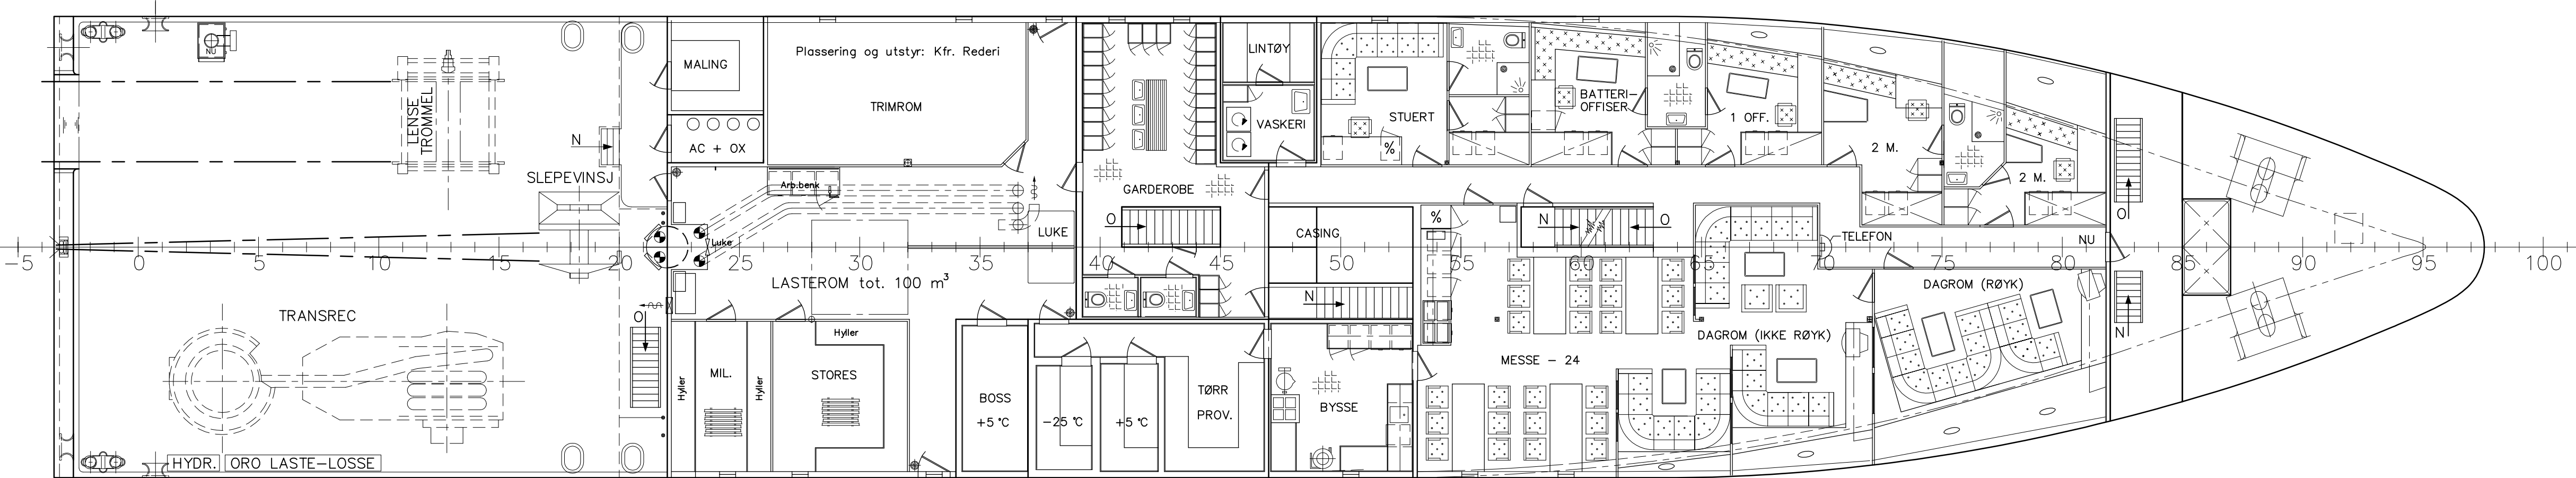 NU
LENSE
TROMMEL
N
SLEPEVINSJ
TRANSREC
O
HYDR.
ORO LASTE-LOSSE
MALING
AC + OX
Plassering og utstyr: Kfr. Rederi
TRIMROM
Arb.benk
Luke
LUKE
LASTEROM tot. 100 m³
Hyller
MIL.
Hyller
Hyller
STORES
BOSS
+5 °C
-25 °C
+5 °C
TØRR
PROV.
GARDEROBE
O
LINTØY
VASKERI
CASING
N
BYSSE
STUERT
%
BATTERI-
OFFISER
1 OFF.
2 M.
2 M.
%
N
O
TELEFON
NU
MESSE - 24
DAGROM (IKKE RØYK)
DAGROM (RØYK)
O
N
-5 0 5 10 15 20 25 30 35 40 45 50 55 60 65 70 75 80 85 90 95 100